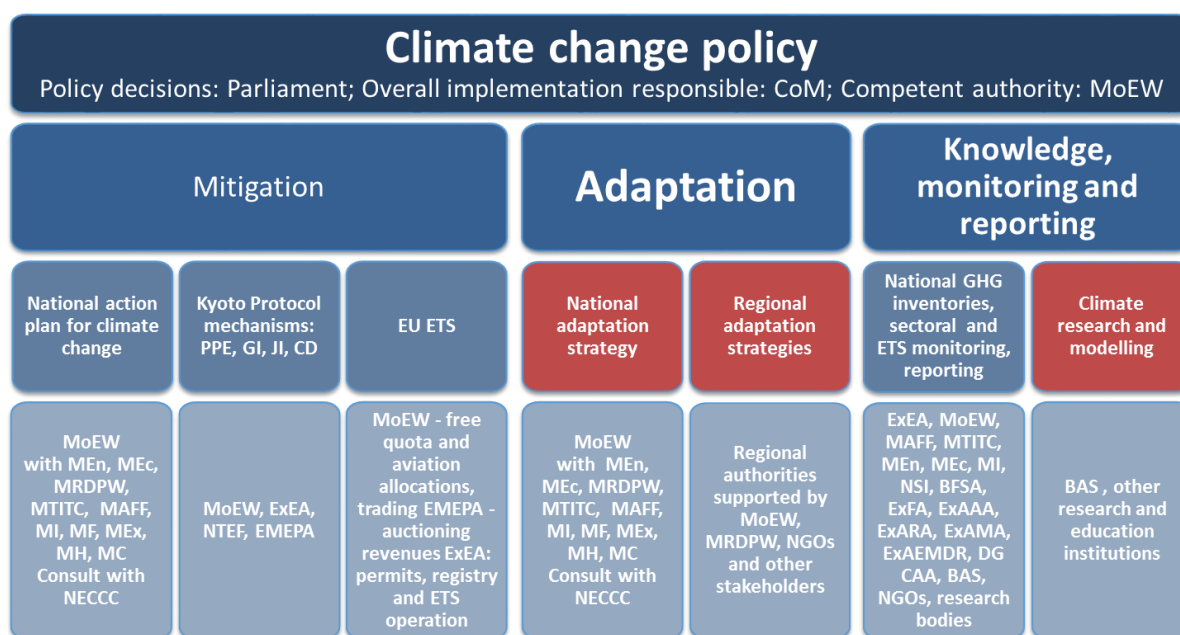 Climate change policy
Policy decisions: Parliament; Overall implementation responsible: CoM; Competent authority: MoEW
Mitigation
Adaptation
Knowledge,
monitoring and
reporting
National action
plan for climate
change
Kyoto Protocol
mechanisms:
PPE, GI, JI, CD
EU ETS
National
adaptation
strategy
Regional
adaptation
strategies
National GHG
inventories,
sectoral and
ETS monitoring,
reporting
Climate
research and
modelling
MoEW
with MEn, MEc,
MRDPW,
MTITC, MAFF,
MI, MF, MEx,
MH, MC
Consult with
NECCC
MoEW, ExEA,
NTEF, EMEPA
MoEW - free
quota and
aviation
allocations,
trading EMEPA -
auctioning
revenues ExEA:
permits, registry
and ETS
operation
MoEW
with MEn,
MEc, MRDPW,
MTITC, MAFF,
MI, MF, MEx,
MH, MC
Consult with
NECCC
Regional
authorities
supported by
MoEW,
MRDPW, NGOs
and other
stakeholders
ExEA, MoEW,
MAFF, MTITC,
MEn, MEc, MI,
NSI, BFSA,
ExFA, ExAAA,
ExARA, ExAMA,
ExAEMDR, DG
CAA, BAS,
NGOs, research
bodies
BAS , other
research and
education
institutions